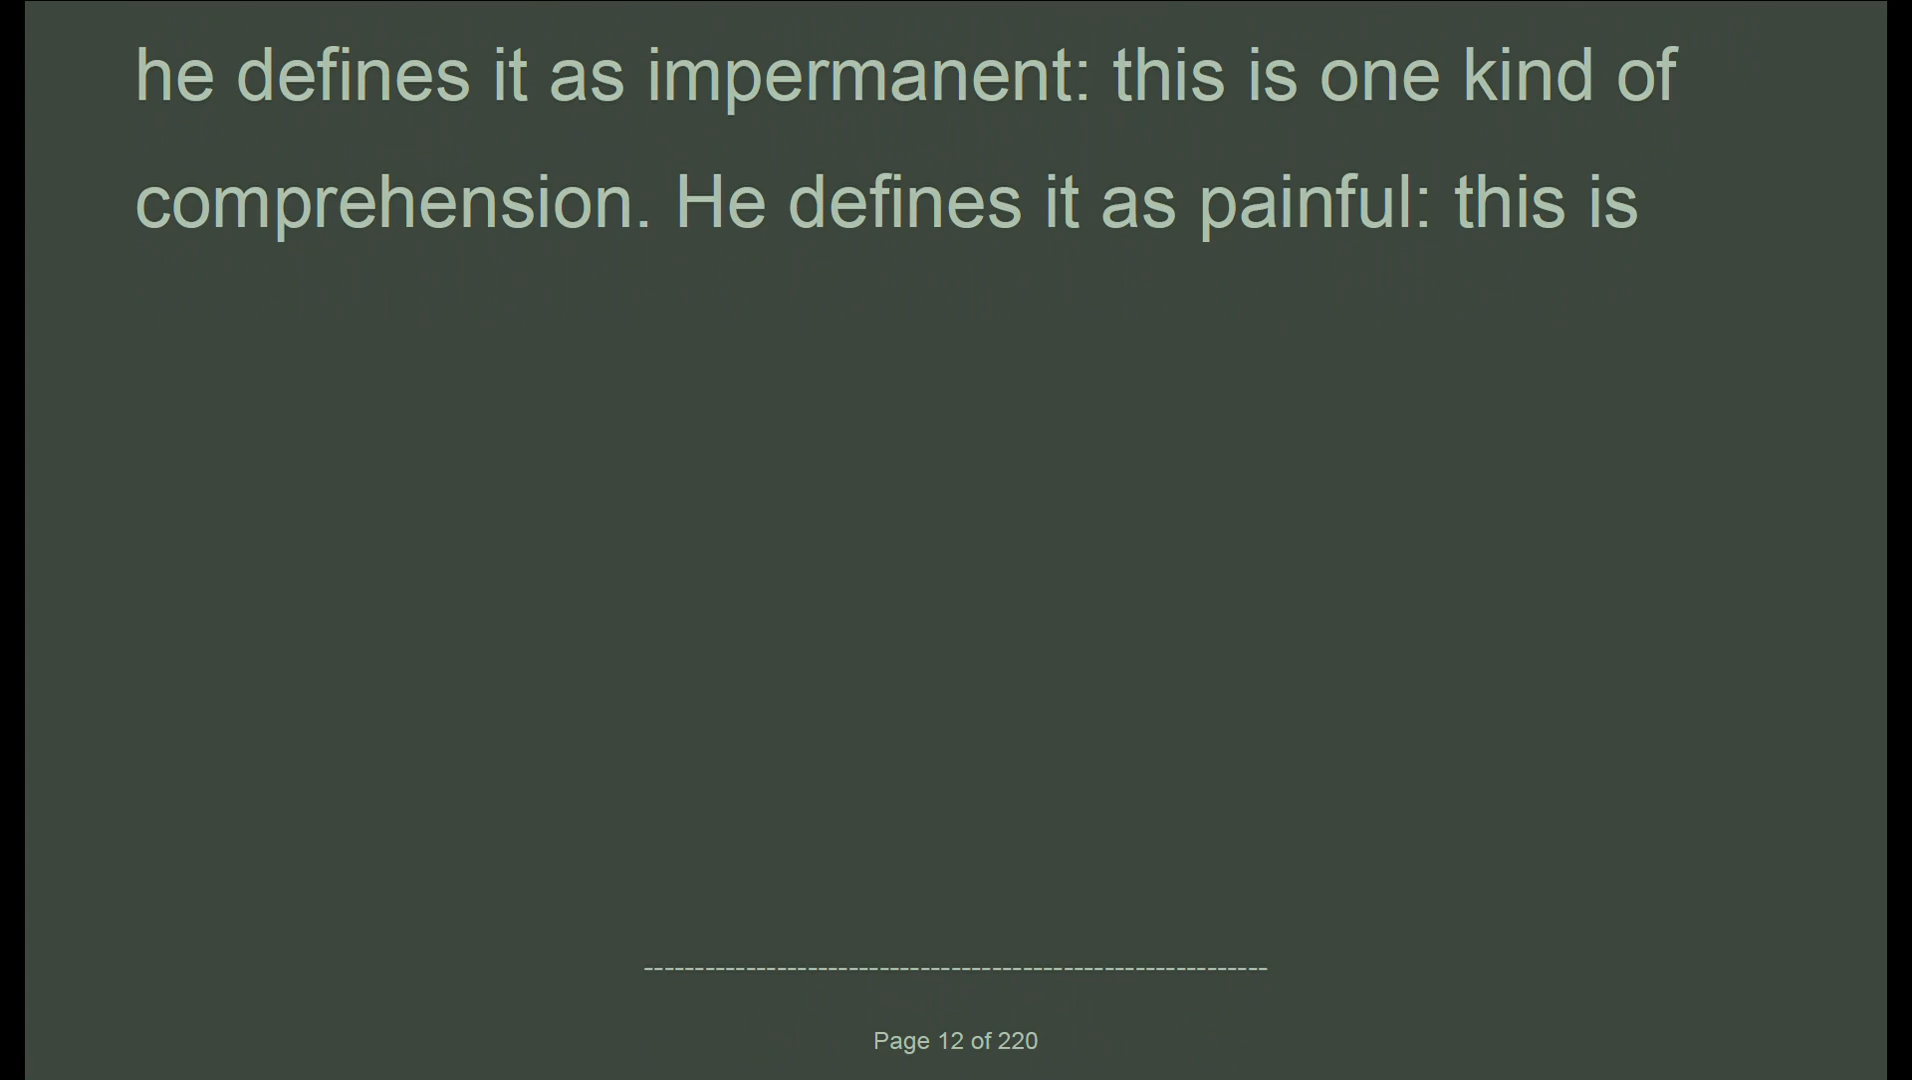 he defines it as impermanent: this is one kind of
comprehension. He defines it as painful: this is
-------------------------------------------------------------
Page 12 of 220